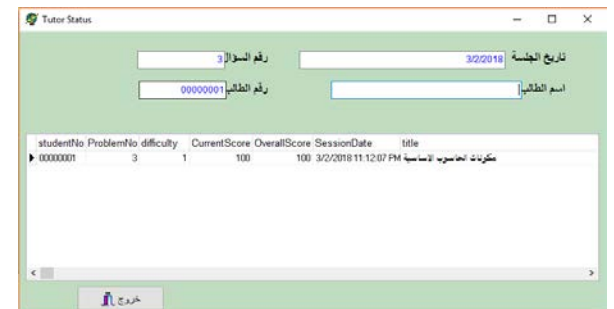 Tutor Status
تاريخ الجلسة 3/2/2018 رقم السؤال 3
اسم الطالب رقم الطالب 00000001
studentNo ProblemNo difficulty CurrentScore OverallScore SessionDate title
00000001 3 1 100 100 3/2/2018 11:12:07 PM مكونات الحاسوب الاساسية
خروج